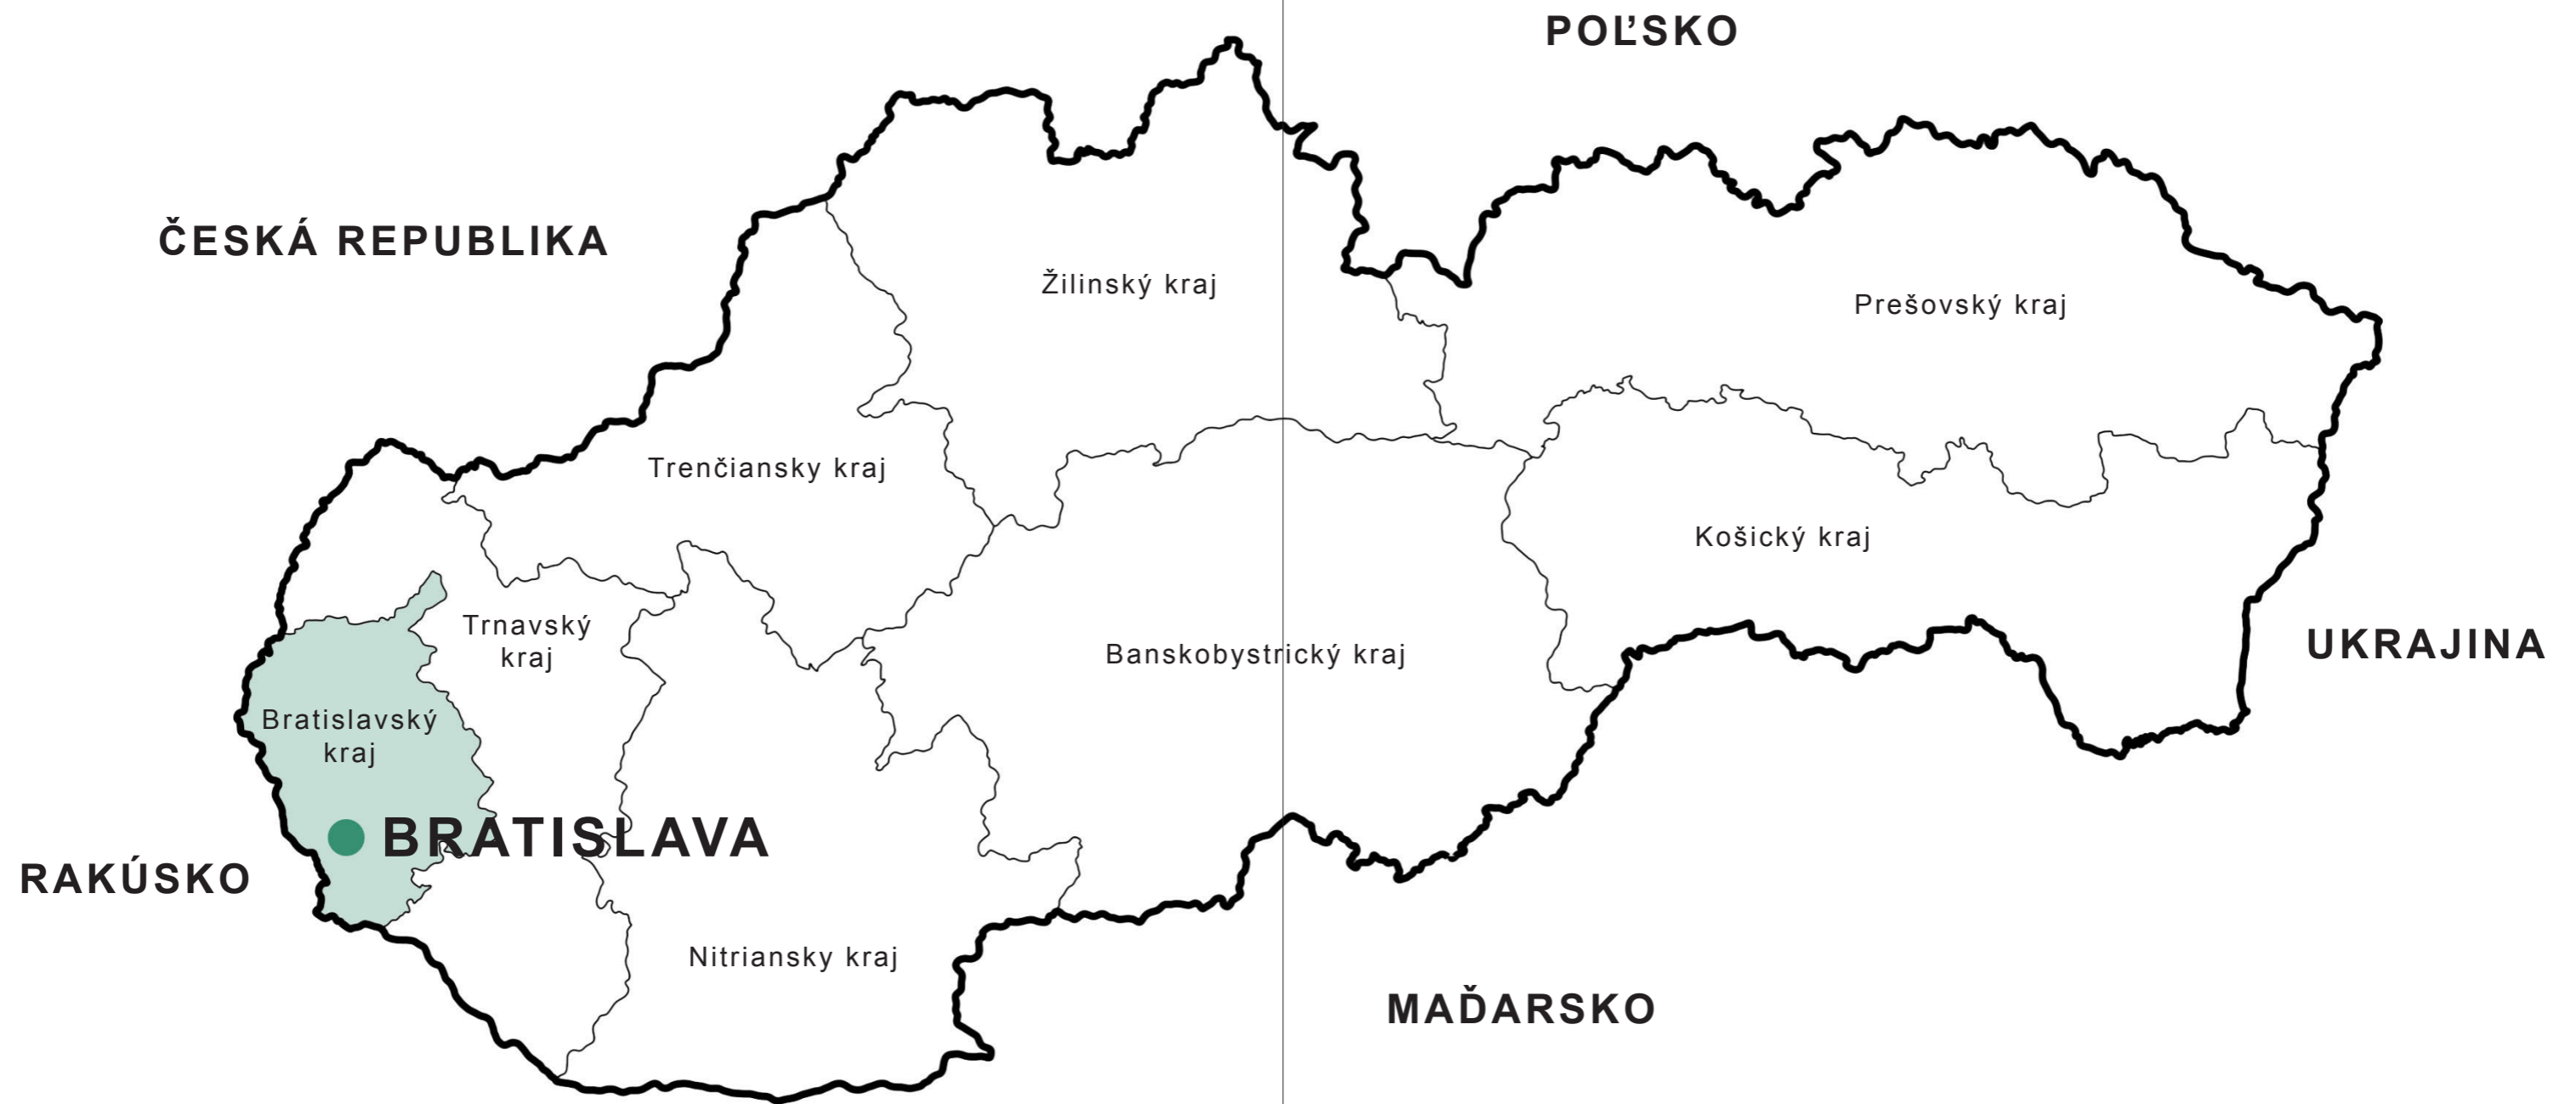 POĽSKO
ČESKÁ REPUBLIKA
Žilinský kraj
Prešovský kraj
Trenčiansky kraj
Košický kraj
Trnavský
kraj
UKRAJINA
Banskobystrický kraj
Bratislavský
kraj
BRATISLAVA
RAKÚSKO
Nitriansky kraj
MAĎARSKO